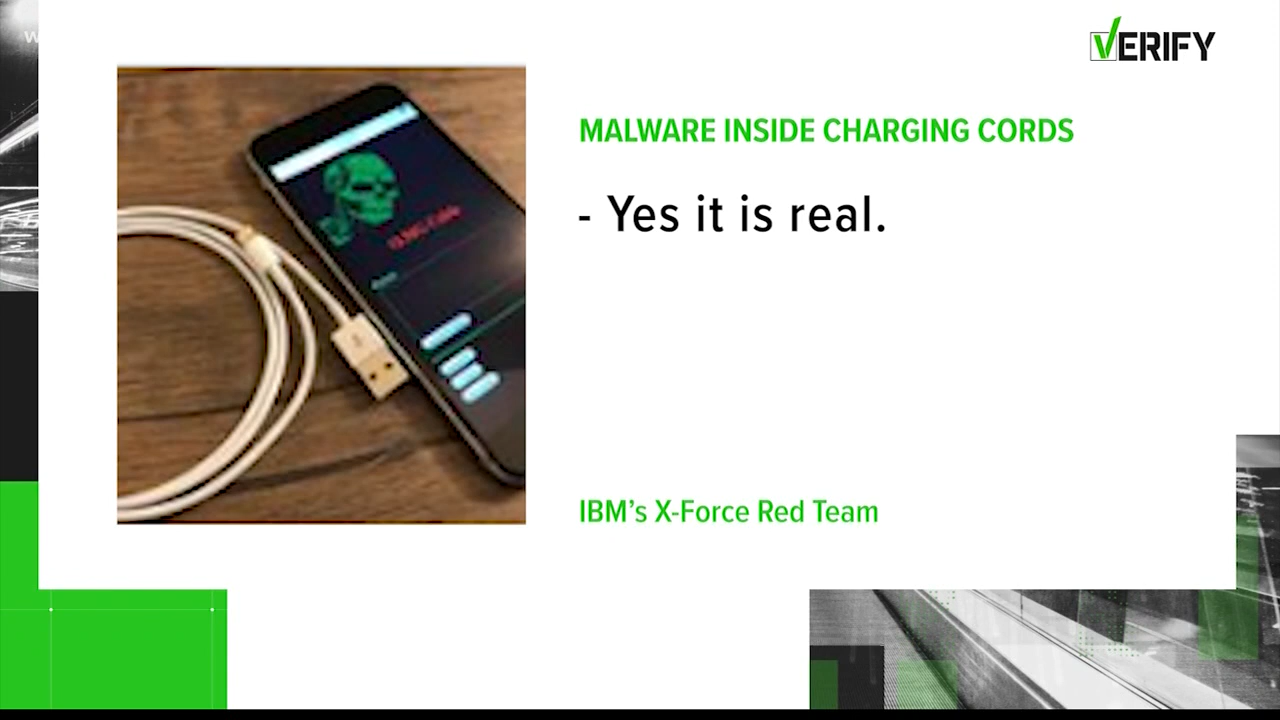 VERIFY
MALWARE INSIDE CHARGING CORDS
- Yes it is real.
IBM's X-Force Red Team